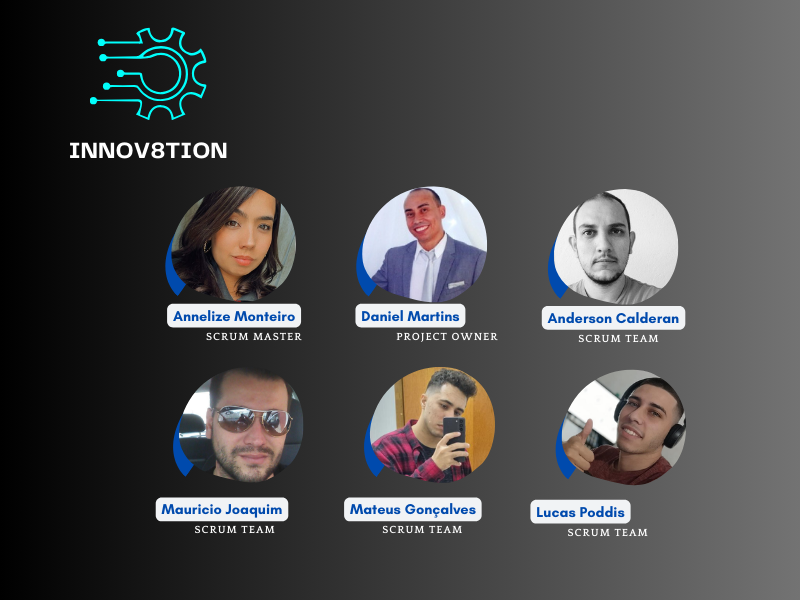 INNOV8TION
Annelize Monteiro
SCRUM MASTER
Daniel Martins
PROJECT OWNER
Anderson Calderan
SCRUM TEAM
Mauricio Joaquim
SCRUM TEAM
Mateus Gonçalves
SCRUM TEAM
Lucas Poddis
SCRUM TEAM